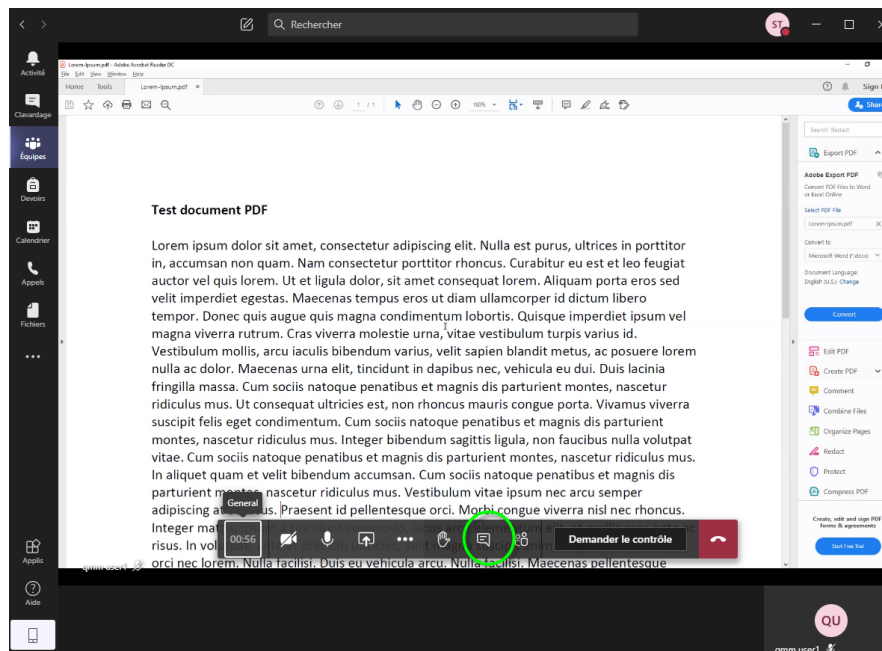 Rechercher
ST
Activité
Clavardage
Équipes
Devoirs
Calendrier
Appels
Fichiers
Applis
Aide
Lorem-Ipsum.pdf - Adobe Acrobat Reader DC
File Edit View Window Help
Home Tools Lorem-Ipsum.pdf ×
Sign
1 / 1
100%
Share
Test document PDF
Lorem ipsum dolor sit amet, consectetur adipiscing elit. Nulla est purus, ultrices in porttitor
in, accumsan non quam. Nam consectetur porttitor rhoncus. Curabitur eu est et leo feugiat
auctor vel quis lorem. Ut et ligula dolor, sit amet consequat lorem. Aliquam porta eros sed
velit imperdiet egestas. Maecenas tempus eros ut diam ullamcorper id dictum libero
tempor. Donec quis augue quis magna condimentum lobortis. Quisque imperdiet ipsum vel
magna viverra rutrum. Cras viverra molestie urna, vitae vestibulum turpis varius id.
Vestibulum mollis, arcu iaculis bibendum varius, velit sapien blandit metus, ac posuere lorem
nulla ac dolor. Maecenas urna elit, tincidunt in dapibus nec, vehicula eu dui. Duis lacinia
fringilla massa. Cum sociis natoque penatibus et magnis dis parturient montes, nascetur
ridiculus mus. Ut consequat ultricies est, non rhoncus mauris congue porta. Vivamus viverra
suscipit felis eget condimentum. Cum sociis natoque penatibus et magnis dis parturient
montes, nascetur ridiculus mus. Integer bibendum sagittis ligula, non faucibus nulla volutpat
vitae. Cum sociis natoque penatibus et magnis dis parturient montes, nascetur ridiculus mus.
In aliquet quam et velit bibendum accumsan. Cum sociis natoque penatibus et magnis dis
parturient montes, nascetur ridiculus mus. Vestibulum vitae ipsum nec arcu semper
adipiscing at Praesent id pellentesque orci. Morbi congue viverra nisl nec rhoncus.
Integer
risus. In
orci nec lorem. Nulla facilisi. Duis eu vehicula arcu. Nulla facilisi. Maecenas pellentesque
General
00:56
Demander le contrôle
qmm user1
Search 'Redact'
Export PDF
Adobe Export PDF
Convert PDF Files to Word
or Excel Online
Select PDF File
Lorem-Ipsum.pdf
Convert to
Microsoft Word (*.docx)
Document Language:
English (U.S.) Change
Convert
Edit PDF
Create PDF
Comment
Combine Files
Organize Pages
Redact
Protect
Compress PDF
Create, edit and sign PDF
forms & agreements
Start Free Trial
QU
qmm user1